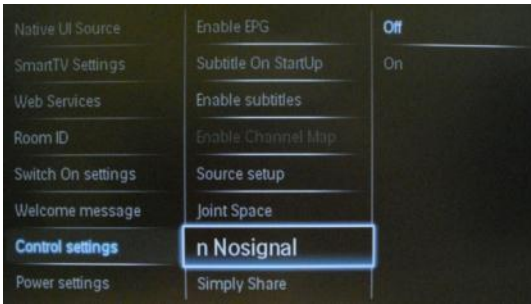 Native UI Source
SmartTV Settings
Web Services
Room ID
Switch On settings
Welcome message
Control settings
Power settings
Enable EPG
Subtitle On StartUp
Enable subtitles
Enable Channel Map
Source setup
Joint Space
n Nosignal
Simply Share
Off
On